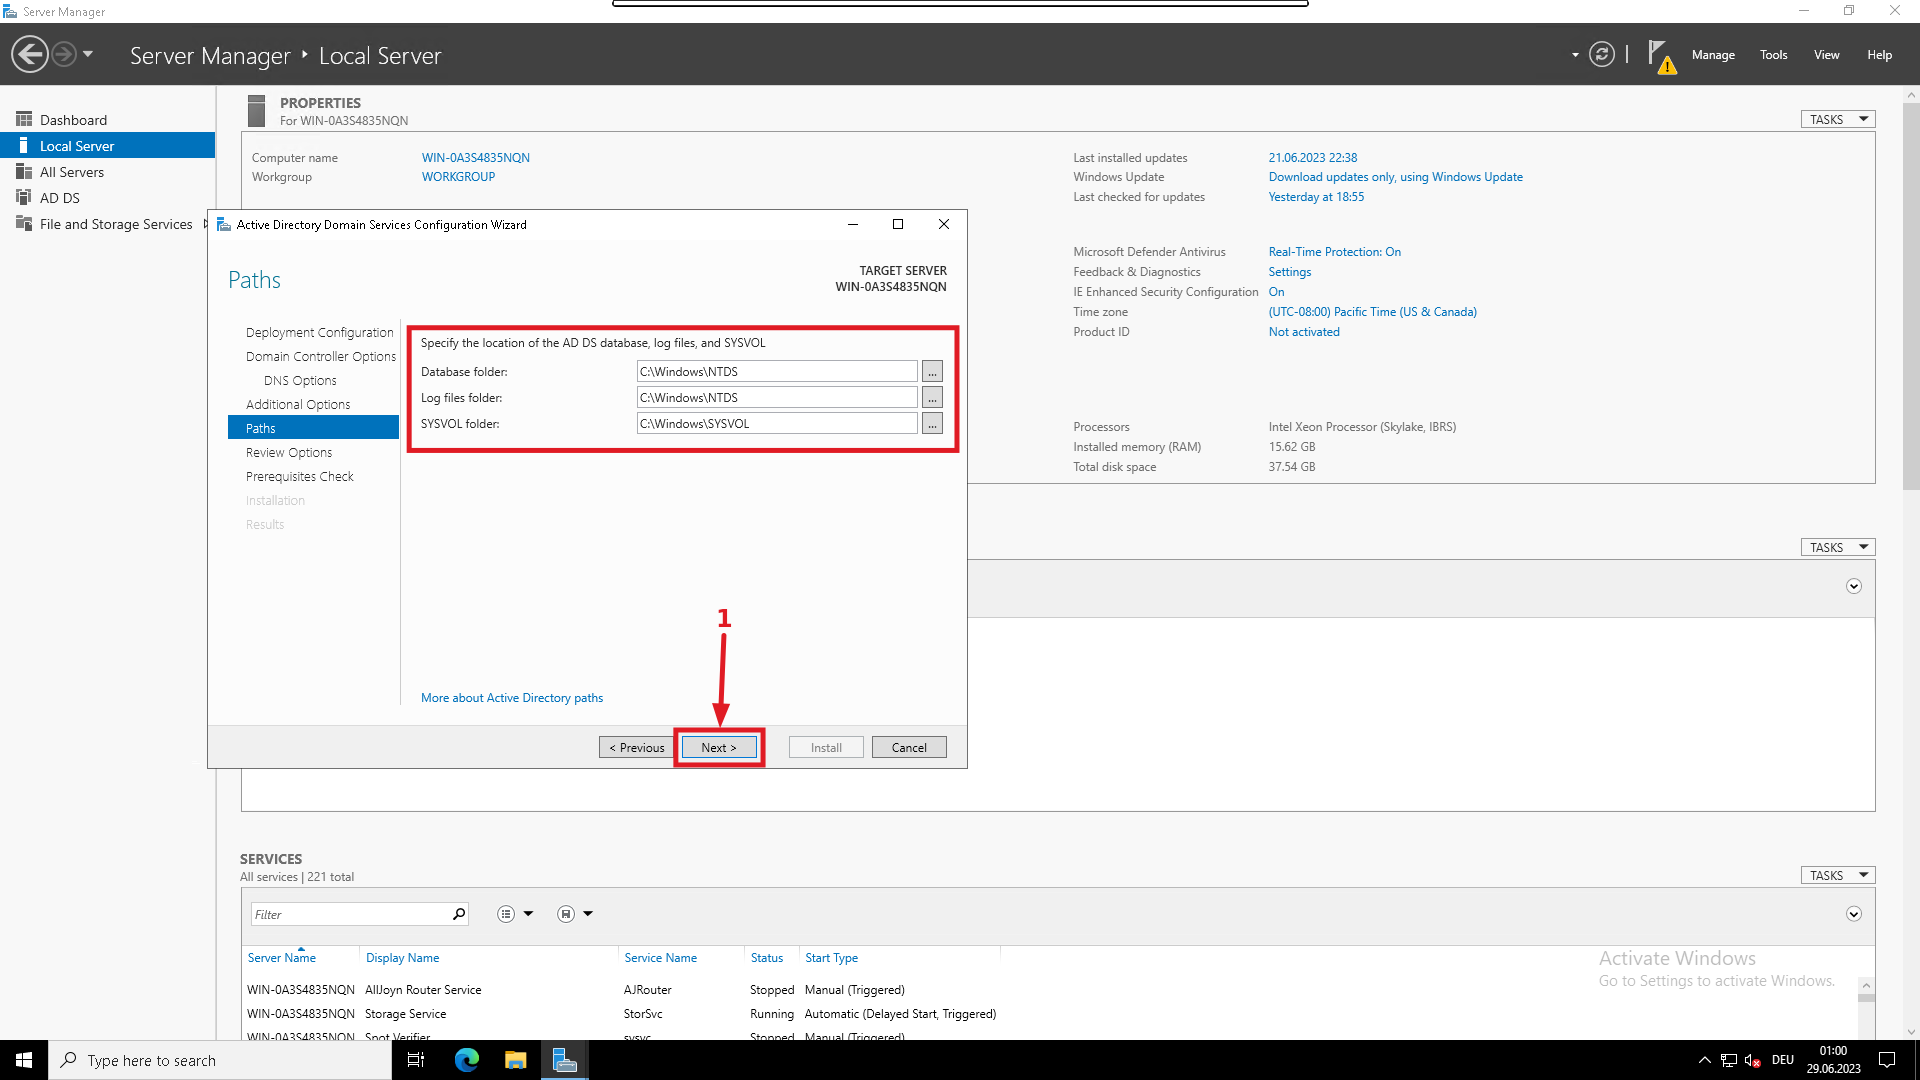 Server Manager
Server Manager ‣ Local Server
Manage
Tools
View
Help
Dashboard
Local Server
All Servers
AD DS
File and Storage Services
PROPERTIES
For WIN-0A3S4835NQN
TASKS
Computer name
WIN-0A3S4835NQN
Workgroup
WORKGROUP
Last installed updates
21.06.2023 22:38
Windows Update
Download updates only, using Windows Update
Last checked for updates
Yesterday at 18:55
Microsoft Defender Antivirus
Real-Time Protection: On
Feedback & Diagnostics
Settings
IE Enhanced Security Configuration
On
Time zone
(UTC-08:00) Pacific Time (US & Canada)
Product ID
Not activated
Processors
Intel Xeon Processor (Skylake, IBRS)
Installed memory (RAM)
15.62 GB
Total disk space
37.54 GB
Active Directory Domain Services Configuration Wizard
Paths
TARGET SERVER
WIN-0A3S4835NQN
Deployment Configuration
Domain Controller Options
DNS Options
Additional Options
Paths
Review Options
Prerequisites Check
Installation
Results
Specify the location of the AD DS database, log files, and SYSVOL
Database folder:
C:\Windows\NTDS
...
Log files folder:
C:\Windows\NTDS
...
SYSVOL folder:
C:\Windows\SYSVOL
...
1
More about Active Directory paths
< Previous
Next >
Install
Cancel
TASKS
SERVICES
All services | 221 total
TASKS
Filter
Server Name
Display Name
Service Name
Status
Start Type
WIN-0A3S4835NQN AllJoyn Router Service AJRouter Stopped Manual (Triggered)
WIN-0A3S4835NQN Storage Service StorSvc Running Automatic (Delayed Start, Triggered)
WIN-0A3S4835NQN Spot Verifier svsvc Stopped Manual (Triggered)
Activate Windows
Go to Settings to activate Windows.
Type here to search
DEU
01:00
29.06.2023